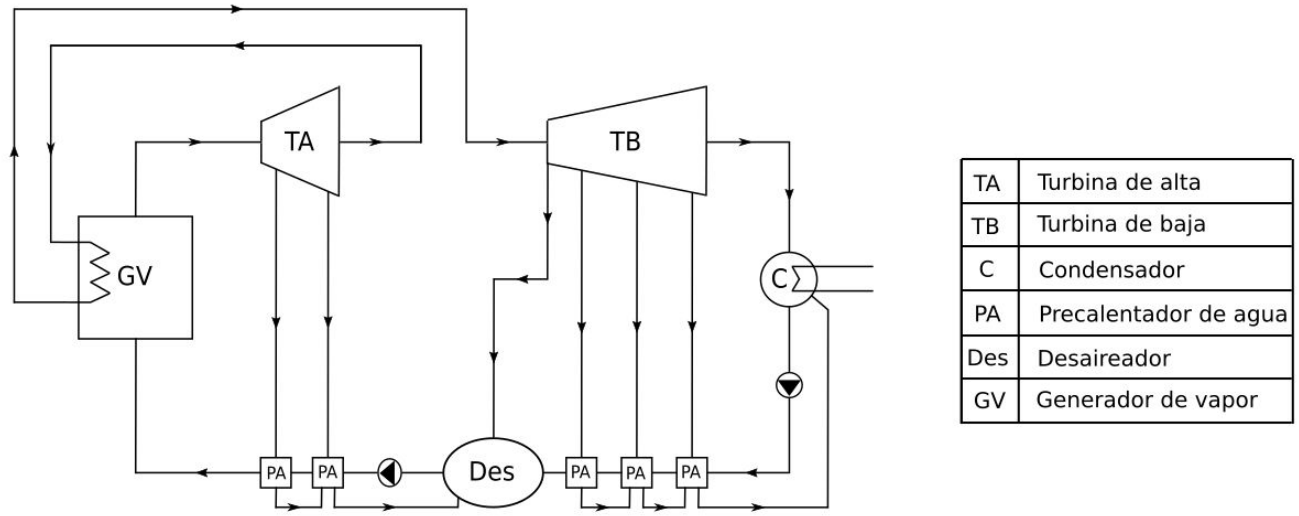 TA
TB
GV
C
PA
PA
Des
PA
PA
PA
TA Turbina de alta
TB Turbina de baja
C Condensador
PA Precalentador de agua
Des Desaireador
GV Generador de vapor